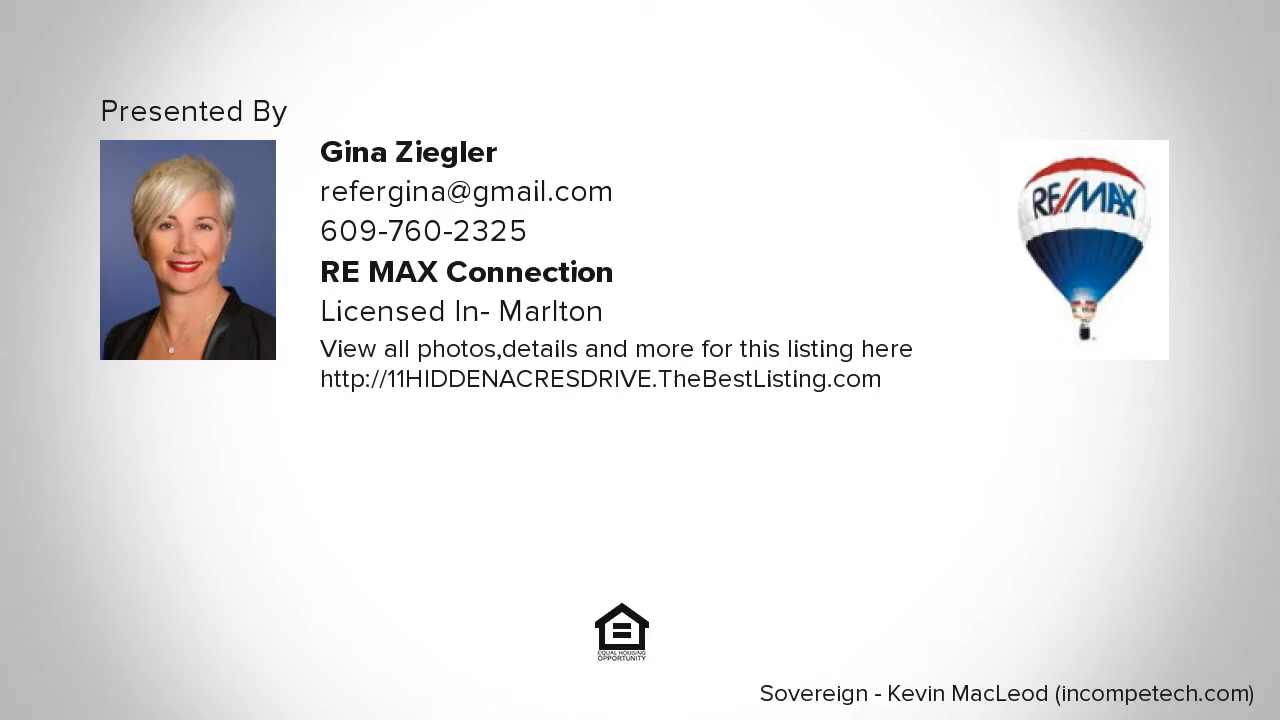 Presented By
Gina Ziegler
refergina@gmail.com
609-760-2325
RE MAX Connection
Licensed In- Marlton
View all photos,details and more for this listing here
http://11HIDDENACRESDRIVE.TheBestListing.com
RE/MAX
EQUAL HOUSING
OPPORTUNITY
Sovereign - Kevin MacLeod (incompetech.com)